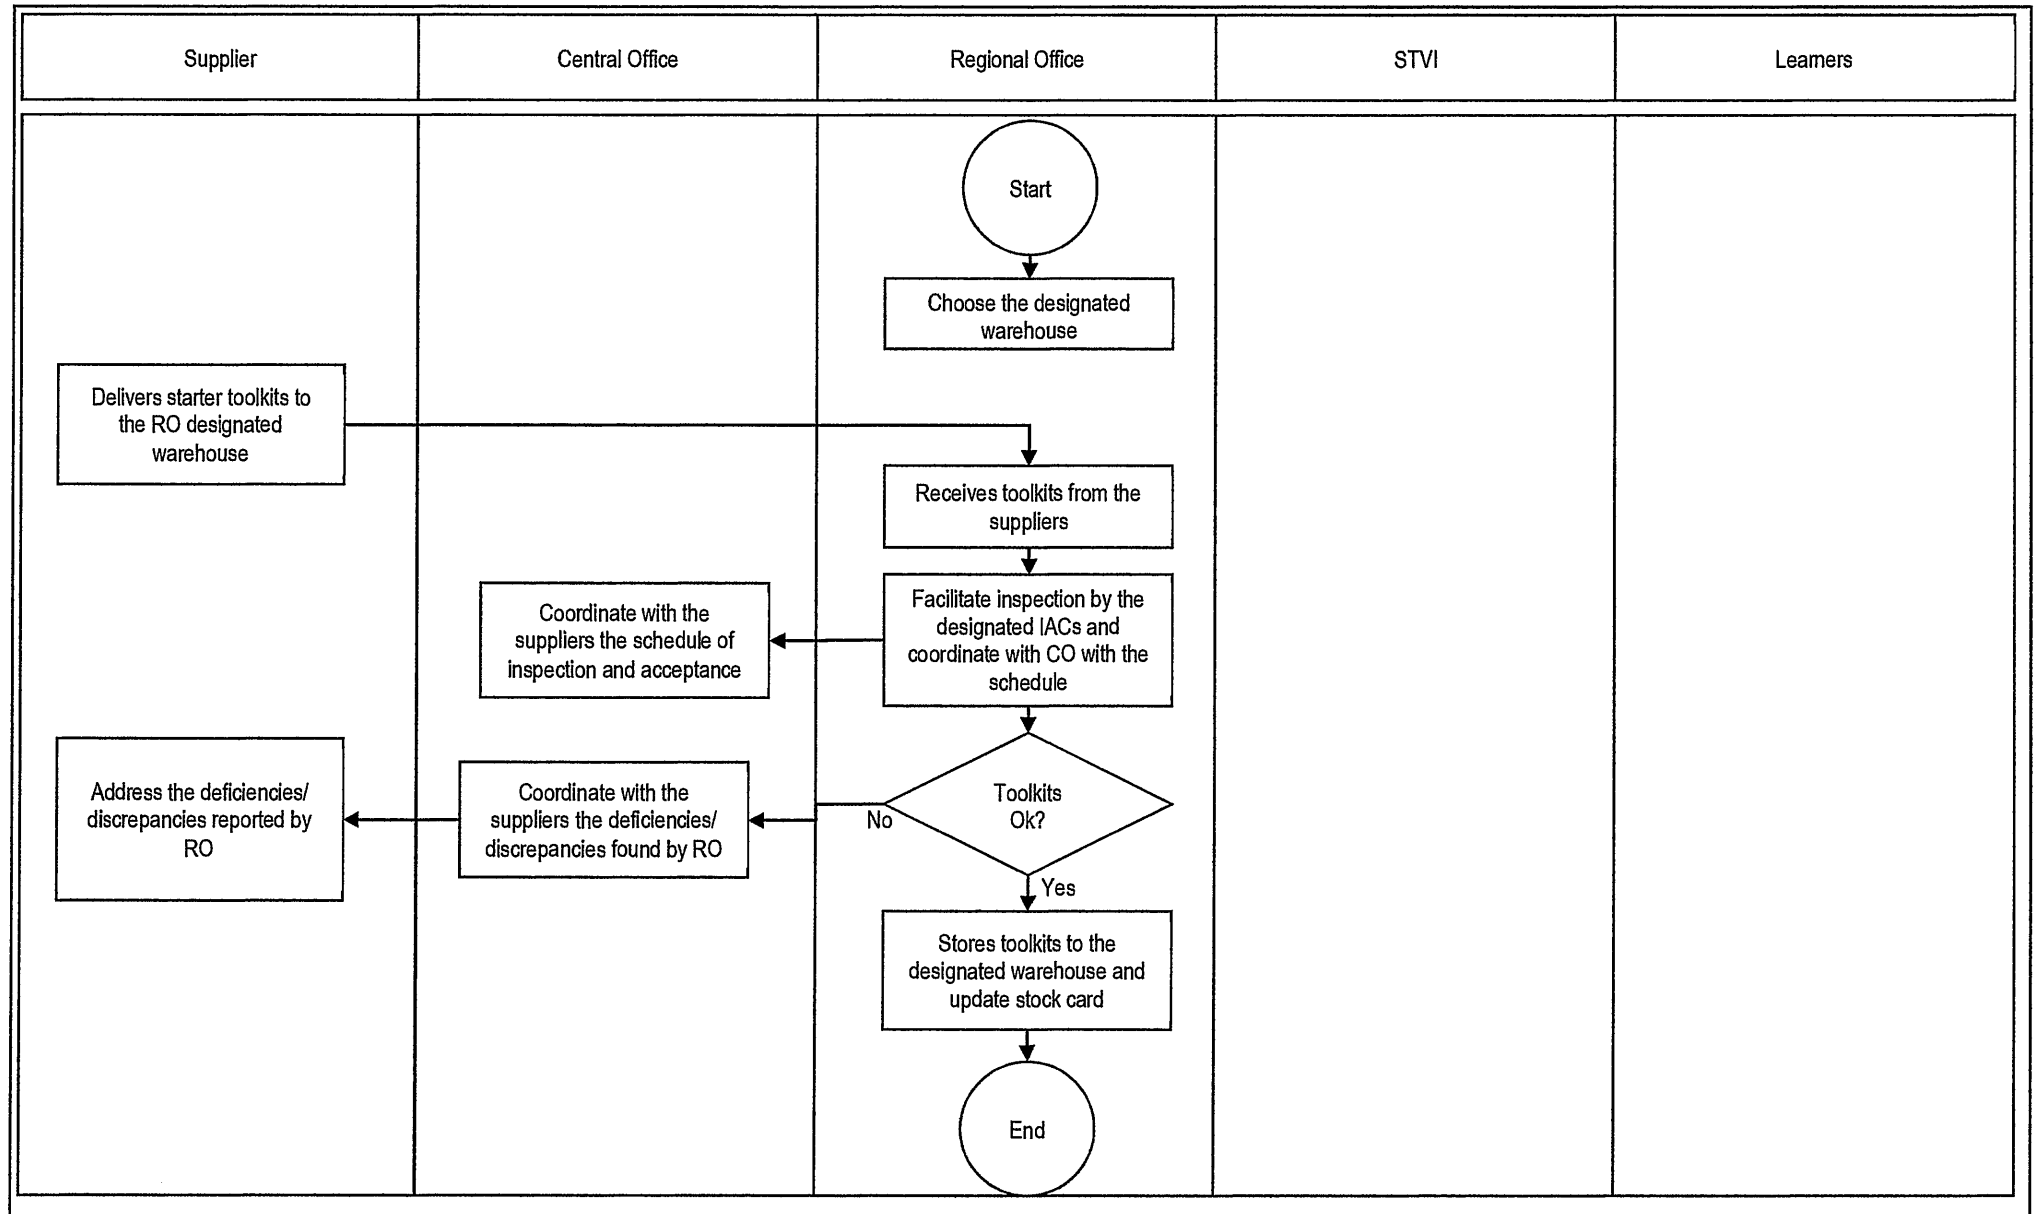 Supplier
Central Office
Regional Office
STVI
Learners
Start
Choose the designated
warehouse
Delivers starter toolkits to
the RO designated
warehouse
Receives toolkits from the
suppliers
Facilitate inspection by the
designated IACs and
coordinate with CO with the
schedule
Coordinate with the
suppliers the schedule of
inspection and acceptance
Toolkits
Ok?
No
Coordinate with the
suppliers the deficiencies/
discrepancies found by RO
Address the deficiencies/
discrepancies reported by
RO
Yes
Stores toolkits to the
designated warehouse and
update stock card
End